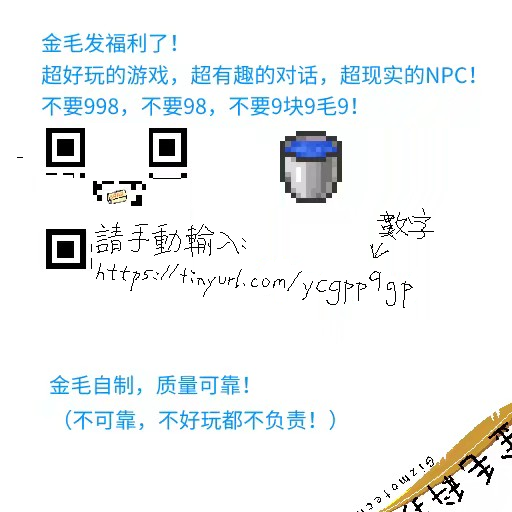 金毛发福利了！
超好玩的游戏，超有趣的对话，超现实的NPC！
不要998，不要98，不要9块9毛9！
數字
請手動輸入:
https://tinyurl.com/ycgpp9gp
金毛自制，质量可靠！
（不可靠，不好玩都不负责！）
Gizmotech